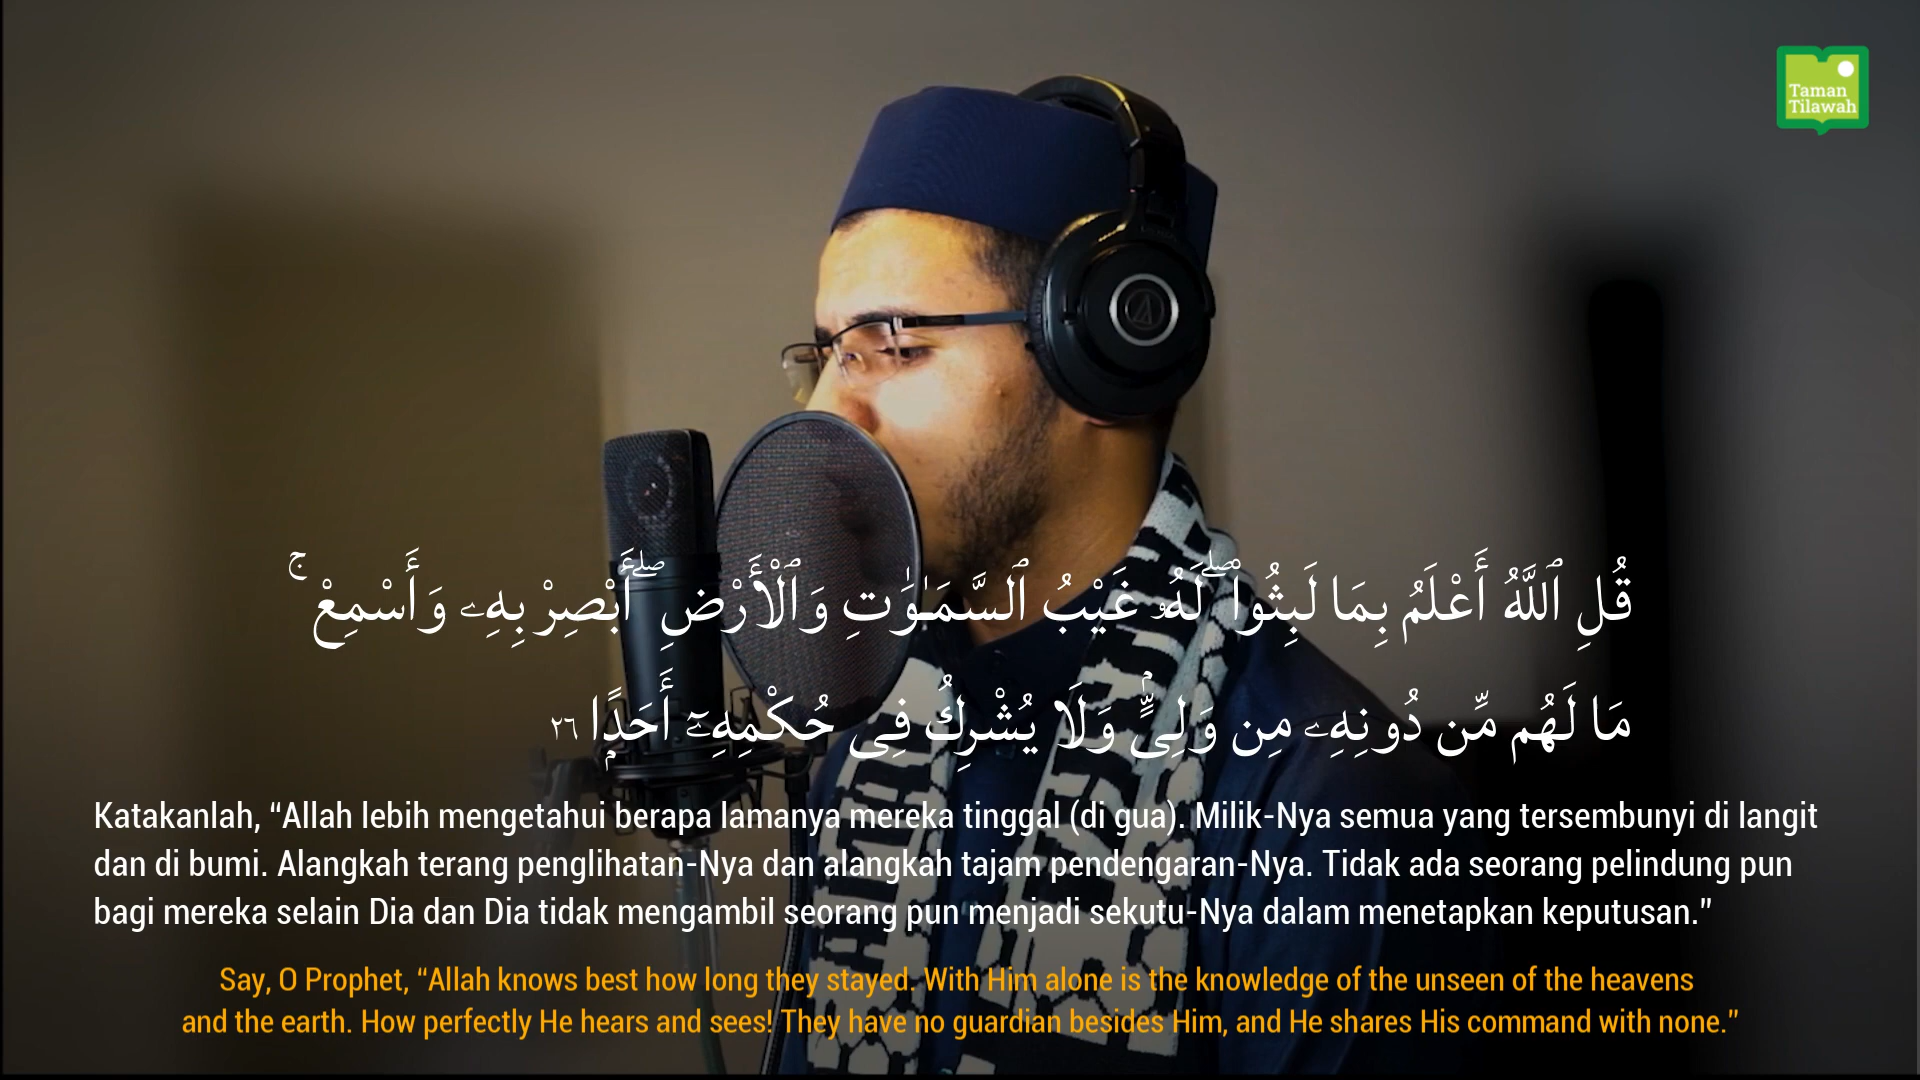 Taman
Tilawah
قُلِ ٱللَّهُ أَعْلَمُ بِمَا لَبِثُوا۟ ۖ لَهُۥ غَيْبُ ٱلسَّمَـٰوَٰتِ وَٱلْأَرْضِ ۖ أَبْصِرْ بِهِۦ وَأَسْمِعْ ۚ
مَا لَهُم مِّن دُونِهِۦ مِن وَلِىٍّۢ وَلَا يُشْرِكُ فِى حُكْمِهِۦٓ أَحَدًۭا ٢٦
Katakanlah, “Allah lebih mengetahui berapa lamanya mereka tinggal (di gua). Milik-Nya semua yang tersembunyi di langit
dan di bumi. Alangkah terang penglihatan-Nya dan alangkah tajam pendengaran-Nya. Tidak ada seorang pelindung pun
bagi mereka selain Dia dan Dia tidak mengambil seorang pun menjadi sekutu-Nya dalam menetapkan keputusan.”
Say, O Prophet, “Allah knows best how long they stayed. With Him alone is the knowledge of the unseen of the heavens
and the earth. How perfectly He hears and sees! They have no guardian besides Him, and He shares His command with none.”